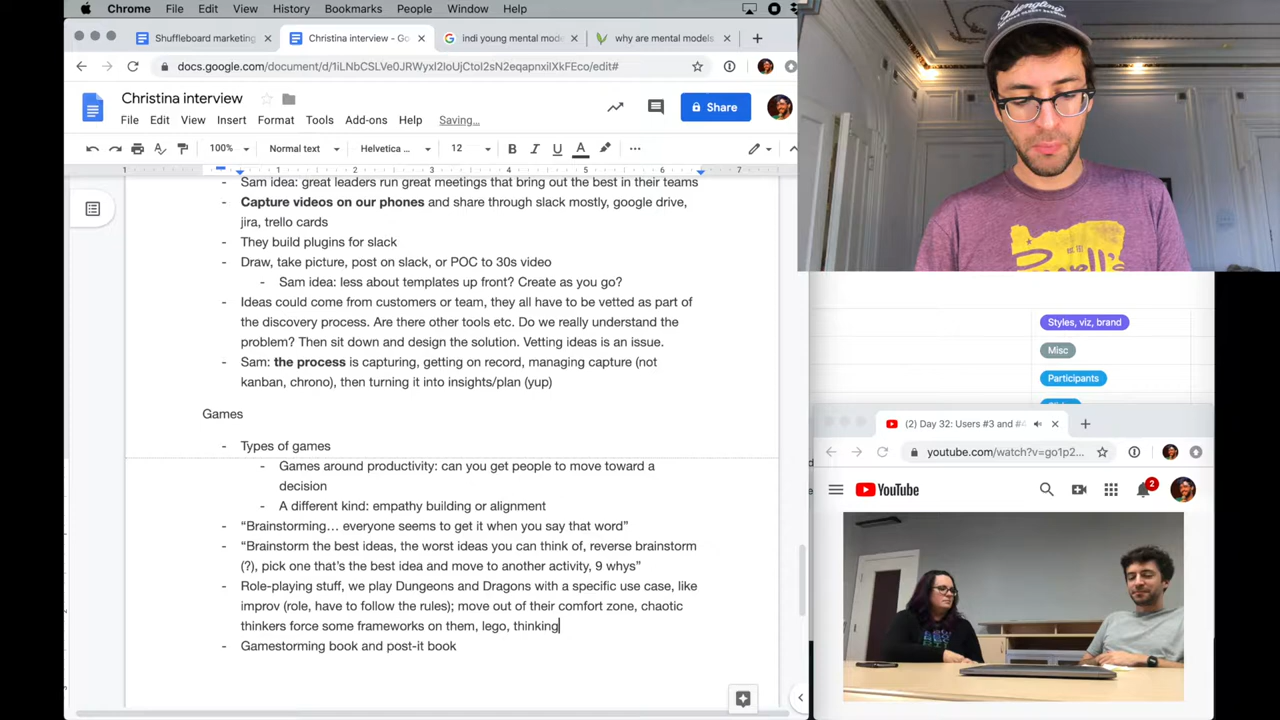 Chrome File Edit View History Bookmarks People Window Help
Shuffleboard marketing
Christina interview - Go
indi young mental mode
why are mental models
docs.google.com/document/d/1iLNbCSLVe0JRWyxI2loUjCtoI2sN2eqapnxiIXkFEco/edit#
Christina interview
File Edit View Insert Format Tools Add-ons Help Saving...
Share
100% Normal text Helvetica ... 12 B I U A
1 1 2 3 4 5 6 7
- Sam idea: great leaders run great meetings that bring out the best in their teams
- Capture videos on our phones and share through slack mostly, google drive,
jira, trello cards
- They build plugins for slack
- Draw, take picture, post on slack, or POC to 30s video
- Sam idea: less about templates up front? Create as you go?
- Ideas could come from customers or team, they all have to be vetted as part of
the discovery process. Are there other tools etc. Do we really understand the
problem? Then sit down and design the solution. Vetting ideas is an issue.
- Sam: the process is capturing, getting on record, managing capture (not
kanban, chrono), then turning it into insights/plan (yup)
Games
- Types of games
- Games around productivity: can you get people to move toward a
decision
- A different kind: empathy building or alignment
- “Brainstorming… everyone seems to get it when you say that word”
- “Brainstorm the best ideas, the worst ideas you can think of, reverse brainstorm
(?), pick one that’s the best idea and move to another activity, 9 whys”
- Role-playing stuff, we play Dungeons and Dragons with a specific use case, like
improv (role, have to follow the rules); move out of their comfort zone, chaotic
thinkers force some frameworks on them, lego, thinking
- Gamestorming book and post-it book
Yuengling
Styles, viz, brand
Misc
Participants
(2) Day 32: Users #3 and #4
youtube.com/watch?v=go1p2...
YouTube
2